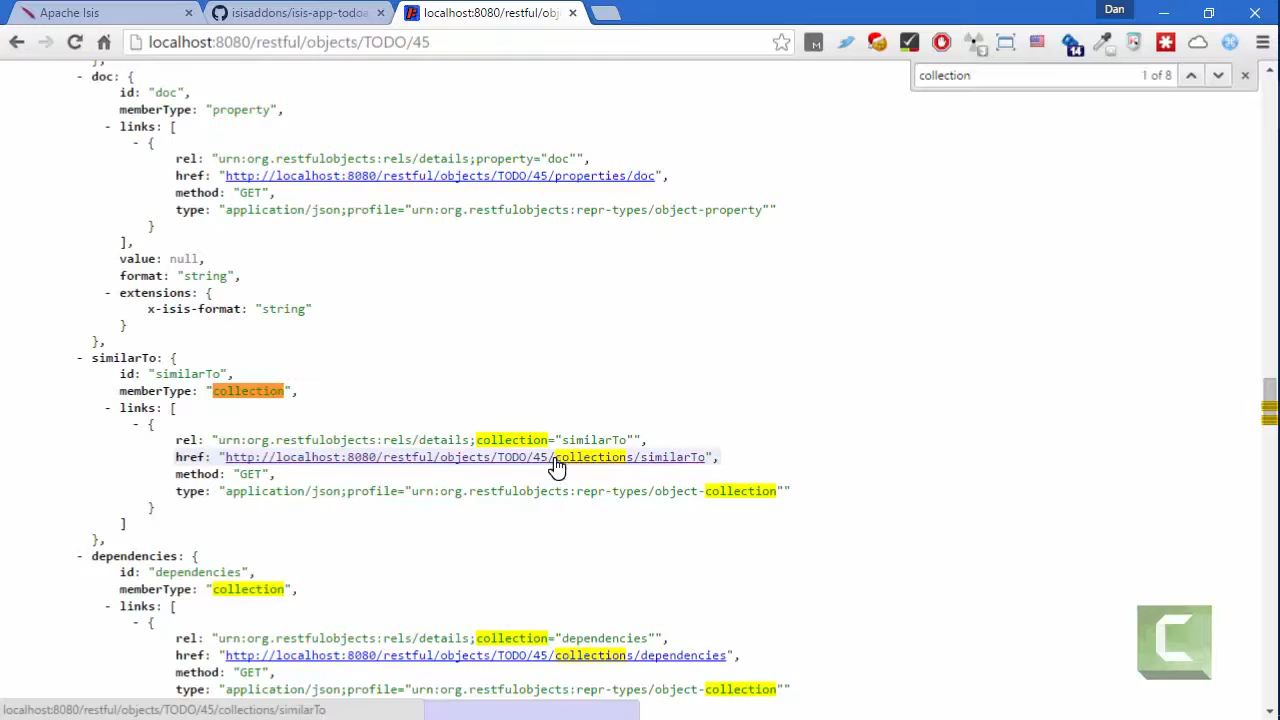 Apache Isis × isisaddons/isis-app-todoa × localhost:8080/restful/obj × Dan
localhost:8080/restful/objects/TODO/45
collection 1 of 8
},
- doc: {
id: "doc",
memberType: "property",
- links: [
- {
rel: "urn:org.restfulobjects:rels/details;property="doc"",
href: "http://localhost:8080/restful/objects/TODO/45/properties/doc",
method: "GET",
type: "application/json;profile="urn:org.restfulobjects:repr-types/object-property""
}
],
value: null,
format: "string",
- extensions: {
x-isis-format: "string"
}
},
- similarTo: {
id: "similarTo",
memberType: "collection",
- links: [
- {
rel: "urn:org.restfulobjects:rels/details;collection="similarTo"",
href: "http://localhost:8080/restful/objects/TODO/45/collections/similarTo",
method: "GET",
type: "application/json;profile="urn:org.restfulobjects:repr-types/object-collection""
}
]
},
- dependencies: {
id: "dependencies",
memberType: "collection",
- links: [
- {
rel: "urn:org.restfulobjects:rels/details;collection="dependencies"",
href: "http://localhost:8080/restful/objects/TODO/45/collections/dependencies",
method: "GET",
type: "application/json;profile="urn:org.restfulobjects:repr-types/object-collection""
localhost:8080/restful/objects/TODO/45/collections/similarTo